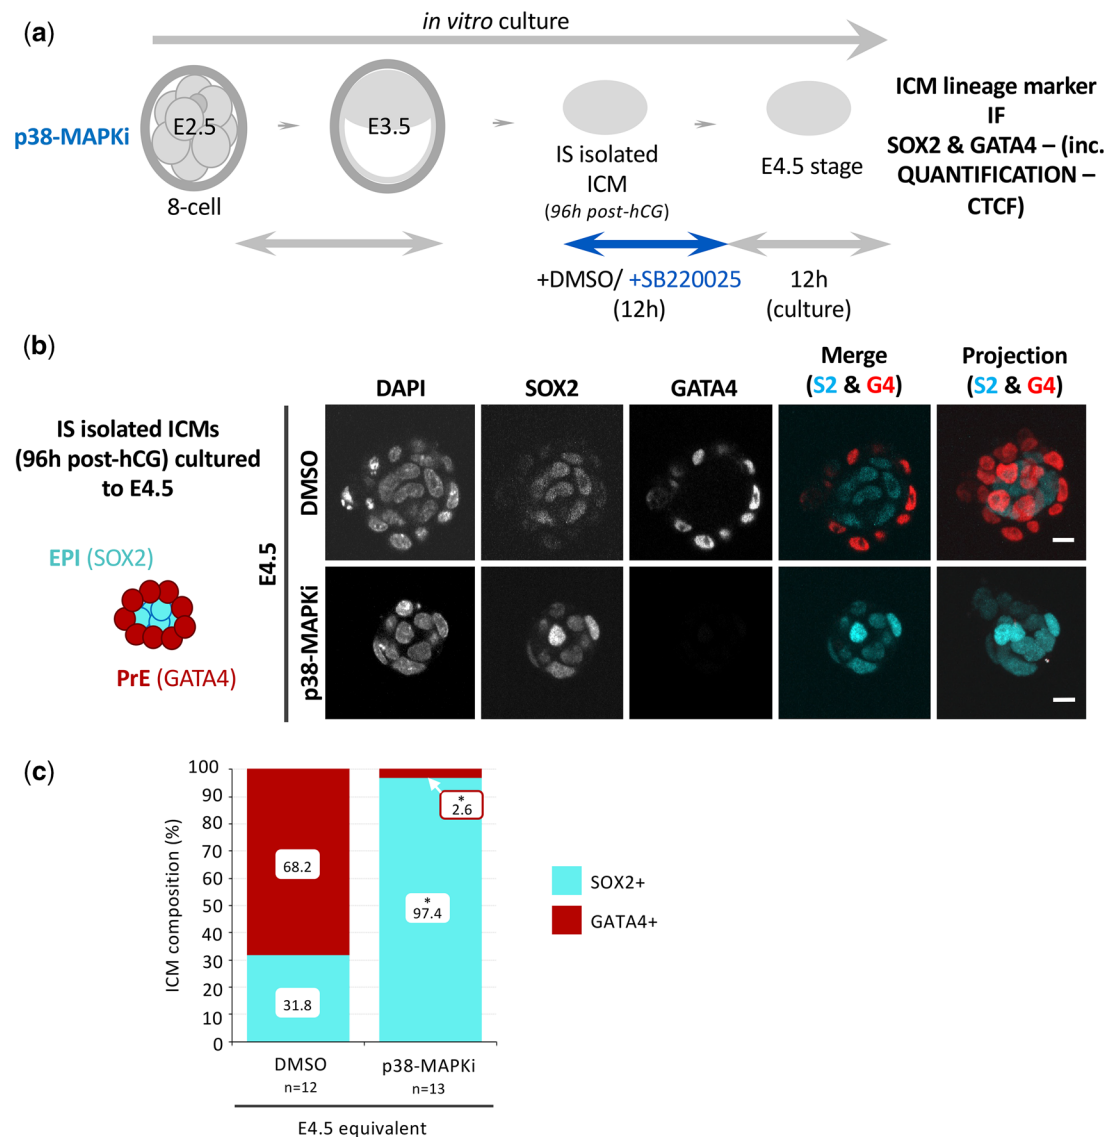 (a)
in vitro culture
p38-MAPKi
E2.5
8-cell
E3.5
IS isolated
ICM
(96h post-hCG)
E4.5 stage
ICM lineage marker
IF
SOX2 & GATA4 – (inc.
QUANTIFICATION –
CTCF)
+DMSO/ +SB220025
(12h)
12h
(culture)
(b)
IS isolated ICMs
(96h post-hCG) cultured
to E4.5
EPI (SOX2)
PrE (GATA4)
DAPI
SOX2
GATA4
Merge
(S2 & G4)
Projection
(S2 & G4)
E4.5
DMSO
p38-MAPKi
(c)
ICM composition (%)
100
90
80
70
60
50
40
30
20
10
0
68.2
31.8
*
2.6
*
97.4
DMSO
n=12
p38-MAPKi
n=13
E4.5 equivalent
SOX2+
GATA4+